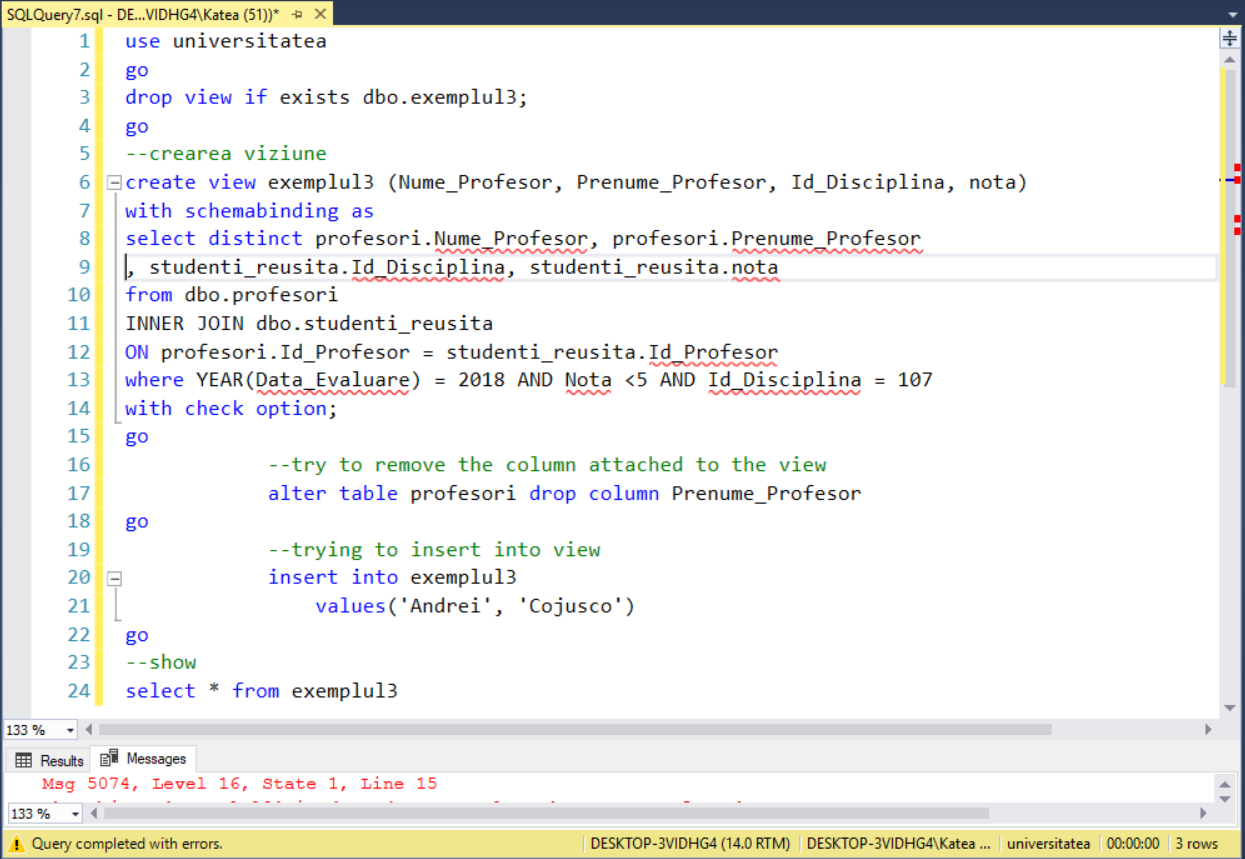 SQLQuery7.sql - DE...VIDHG4\Katea (51))*
1 use universitatea
2 go
3 drop view if exists dbo.exemplul3;
4 go
5 --crearea viziune
6 create view exemplul3 (Nume_Profesor, Prenume_Profesor, Id_Disciplina, nota)
7 with schemabinding as
8 select distinct profesori.Nume_Profesor, profesori.Prenume_Profesor
9 , studenti_reusita.Id_Disciplina, studenti_reusita.nota
10 from dbo.profesori
11 INNER JOIN dbo.studenti_reusita
12 ON profesori.Id_Profesor = studenti_reusita.Id_Profesor
13 where YEAR(Data_Evaluare) = 2018 AND Nota <5 AND Id_Disciplina = 107
14 with check option;
15 go
16 --try to remove the column attached to the view
17 alter table profesori drop column Prenume_Profesor
18 go
19 --trying to insert into view
20 insert into exemplul3
21 values('Andrei', 'Cojusco')
22 go
23 --show
24 select * from exemplul3
133 %
Results Messages
Msg 5074, Level 16, State 1, Line 15
133 %
Query completed with errors. DESKTOP-3VIDHG4 (14.0 RTM) DESKTOP-3VIDHG4\Katea ... universitatea 00:00:00 3 rows